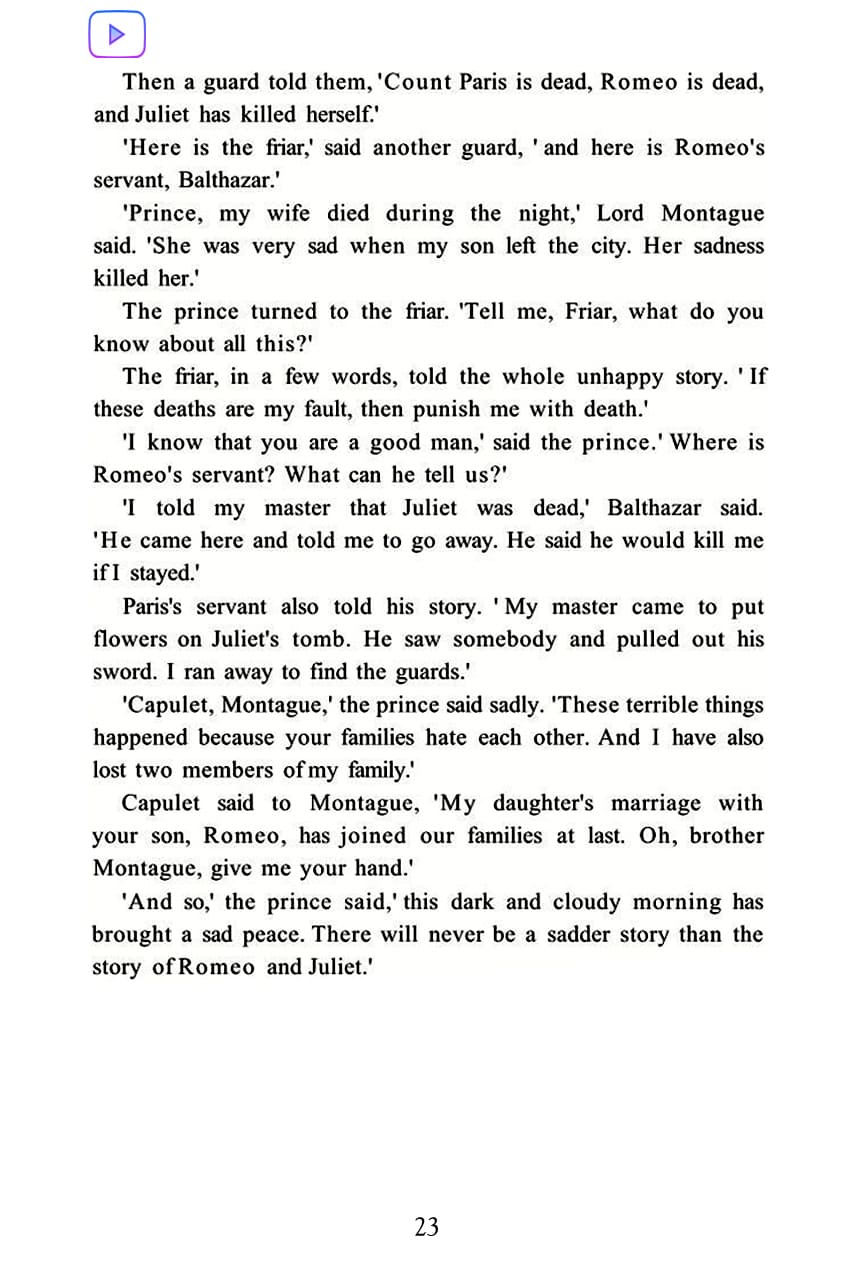 Then a guard told them, 'Count Paris is dead, Romeo is dead,
and Juliet has killed herself.'
'Here is the friar,' said another guard, ' and here is Romeo's
servant, Balthazar.'
'Prince, my wife died during the night,' Lord Montague
said. 'She was very sad when my son left the city. Her sadness
killed her.'
The prince turned to the friar. 'Tell me, Friar, what do you
know about all this?'
The friar, in a few words, told the whole unhappy story. ' If
these deaths are my fault, then punish me with death.'
'I know that you are a good man,' said the prince.' Where is
Romeo's servant? What can he tell us?'
'I told my master that Juliet was dead,' Balthazar said.
'He came here and told me to go away. He said he would kill me
if I stayed.'
Paris's servant also told his story. ' My master came to put
flowers on Juliet's tomb. He saw somebody and pulled out his
sword. I ran away to find the guards.'
'Capulet, Montague,' the prince said sadly. 'These terrible things
happened because your families hate each other. And I have also
lost two members of my family.'
Capulet said to Montague, 'My daughter's marriage with
your son, Romeo, has joined our families at last. Oh, brother
Montague, give me your hand.'
'And so,' the prince said,' this dark and cloudy morning has
brought a sad peace. There will never be a sadder story than the
story of Romeo and Juliet.'
23